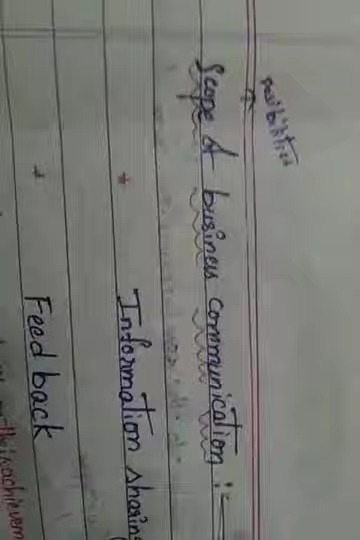 possibilities
Scope of business communication :-
* Information sharing
+ Feed back